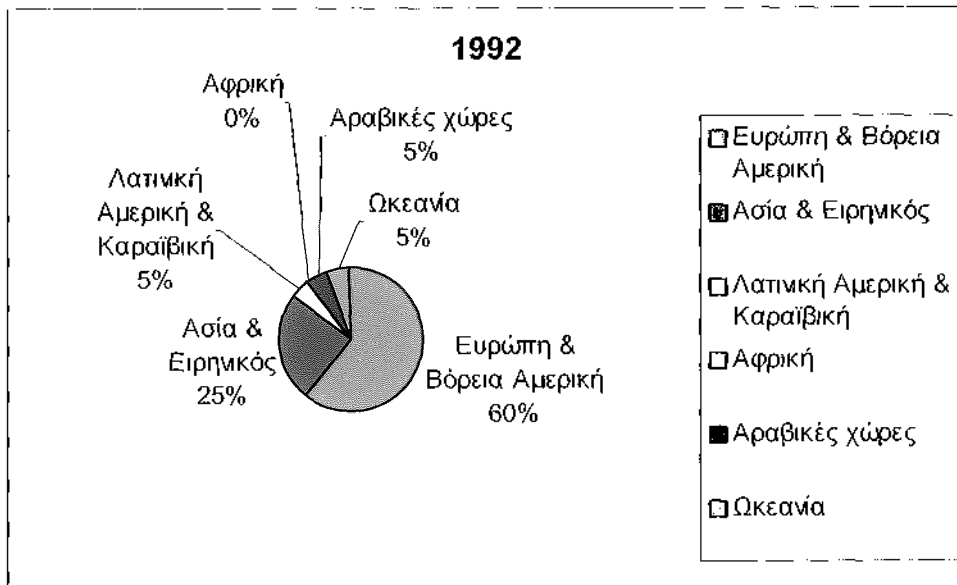 1992
Αφρική
0%
Αραβικές χώρες
5%
Λατινική
Αμερική &
Καραϊβική
5%
Ωκεανία
5%
Ασία &
Ειρηνικός
25%
Ευρώπη &
Βόρεια Αμερική
60%
Ευρώπη & Βόρεια
Αμερική
Ασία & Ειρηνικός
Λατινική Αμερική &
Καραϊβική
Αφρική
Αραβικές χώρες
Ωκεανία